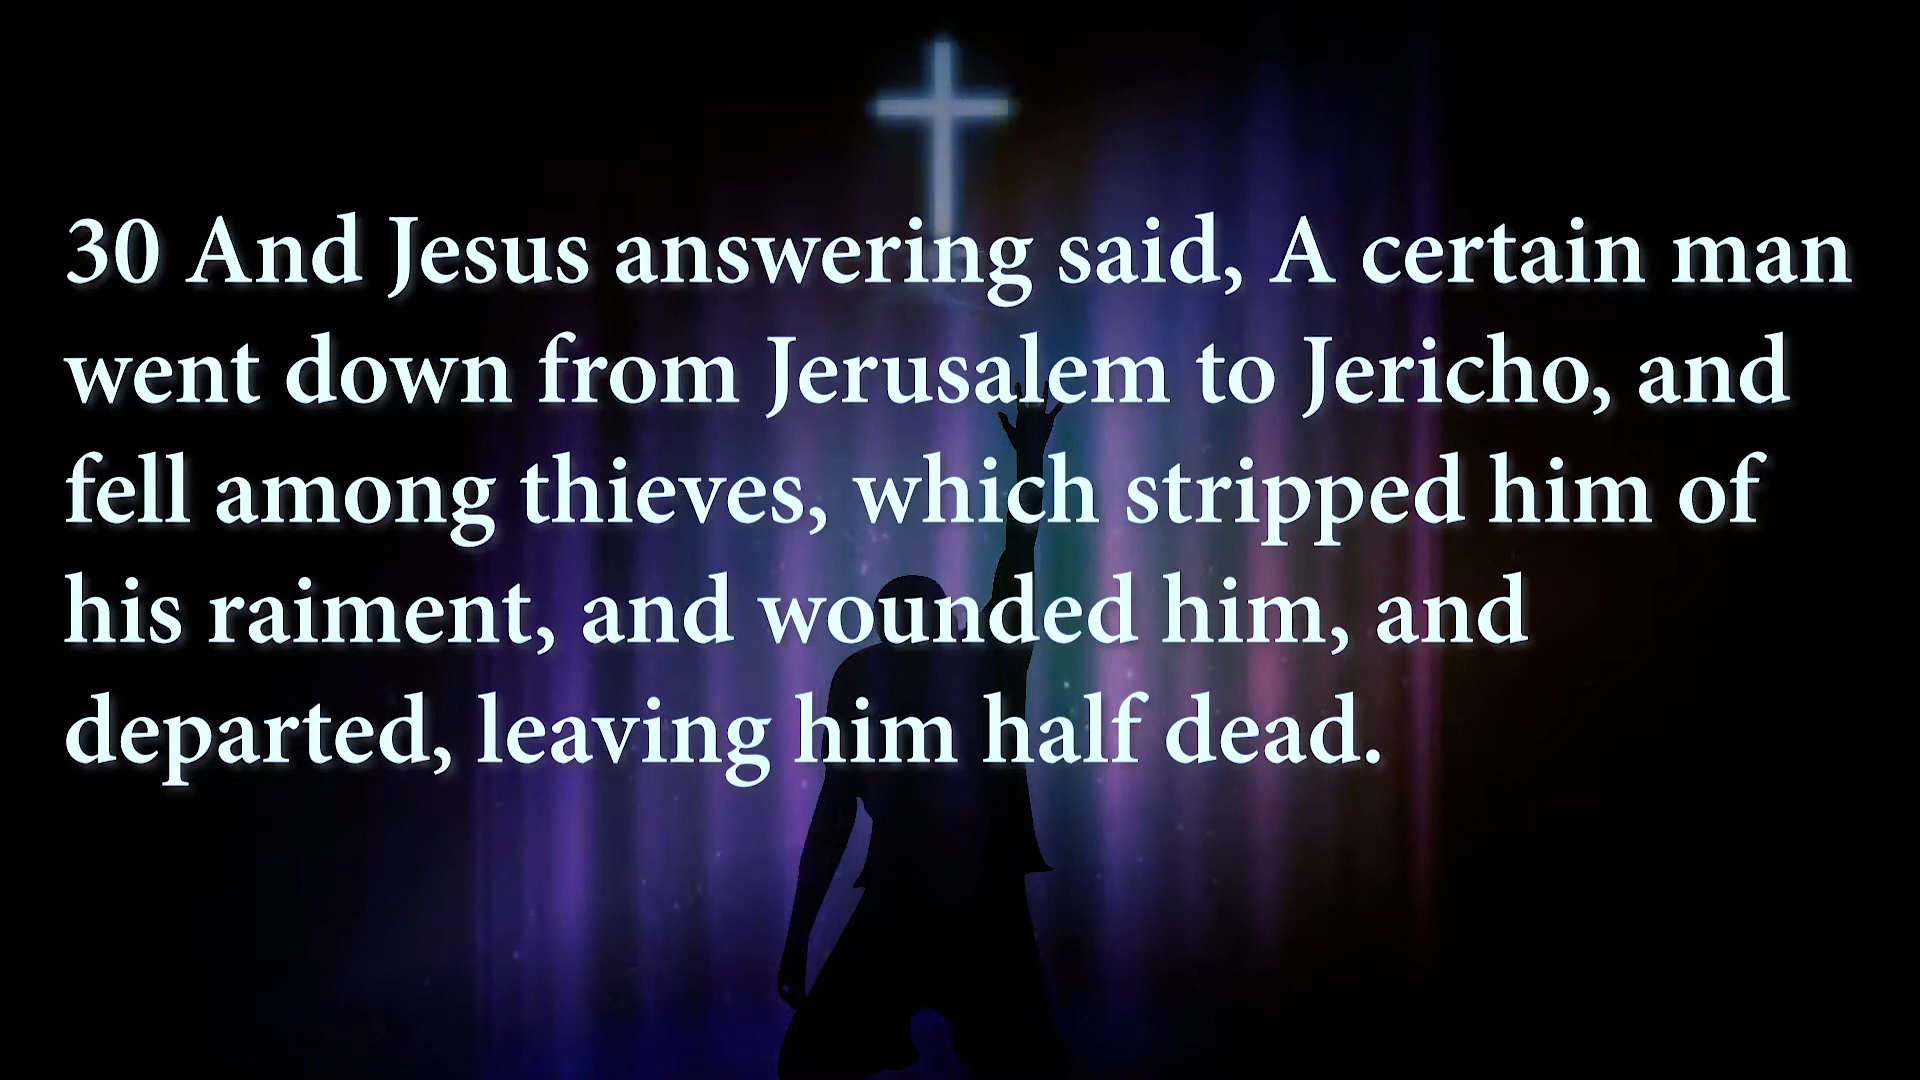 30 And Jesus answering said, A certain man
went down from Jerusalem to Jericho, and
fell among thieves, which stripped him of
his raiment, and wounded him, and
departed, leaving him half dead.